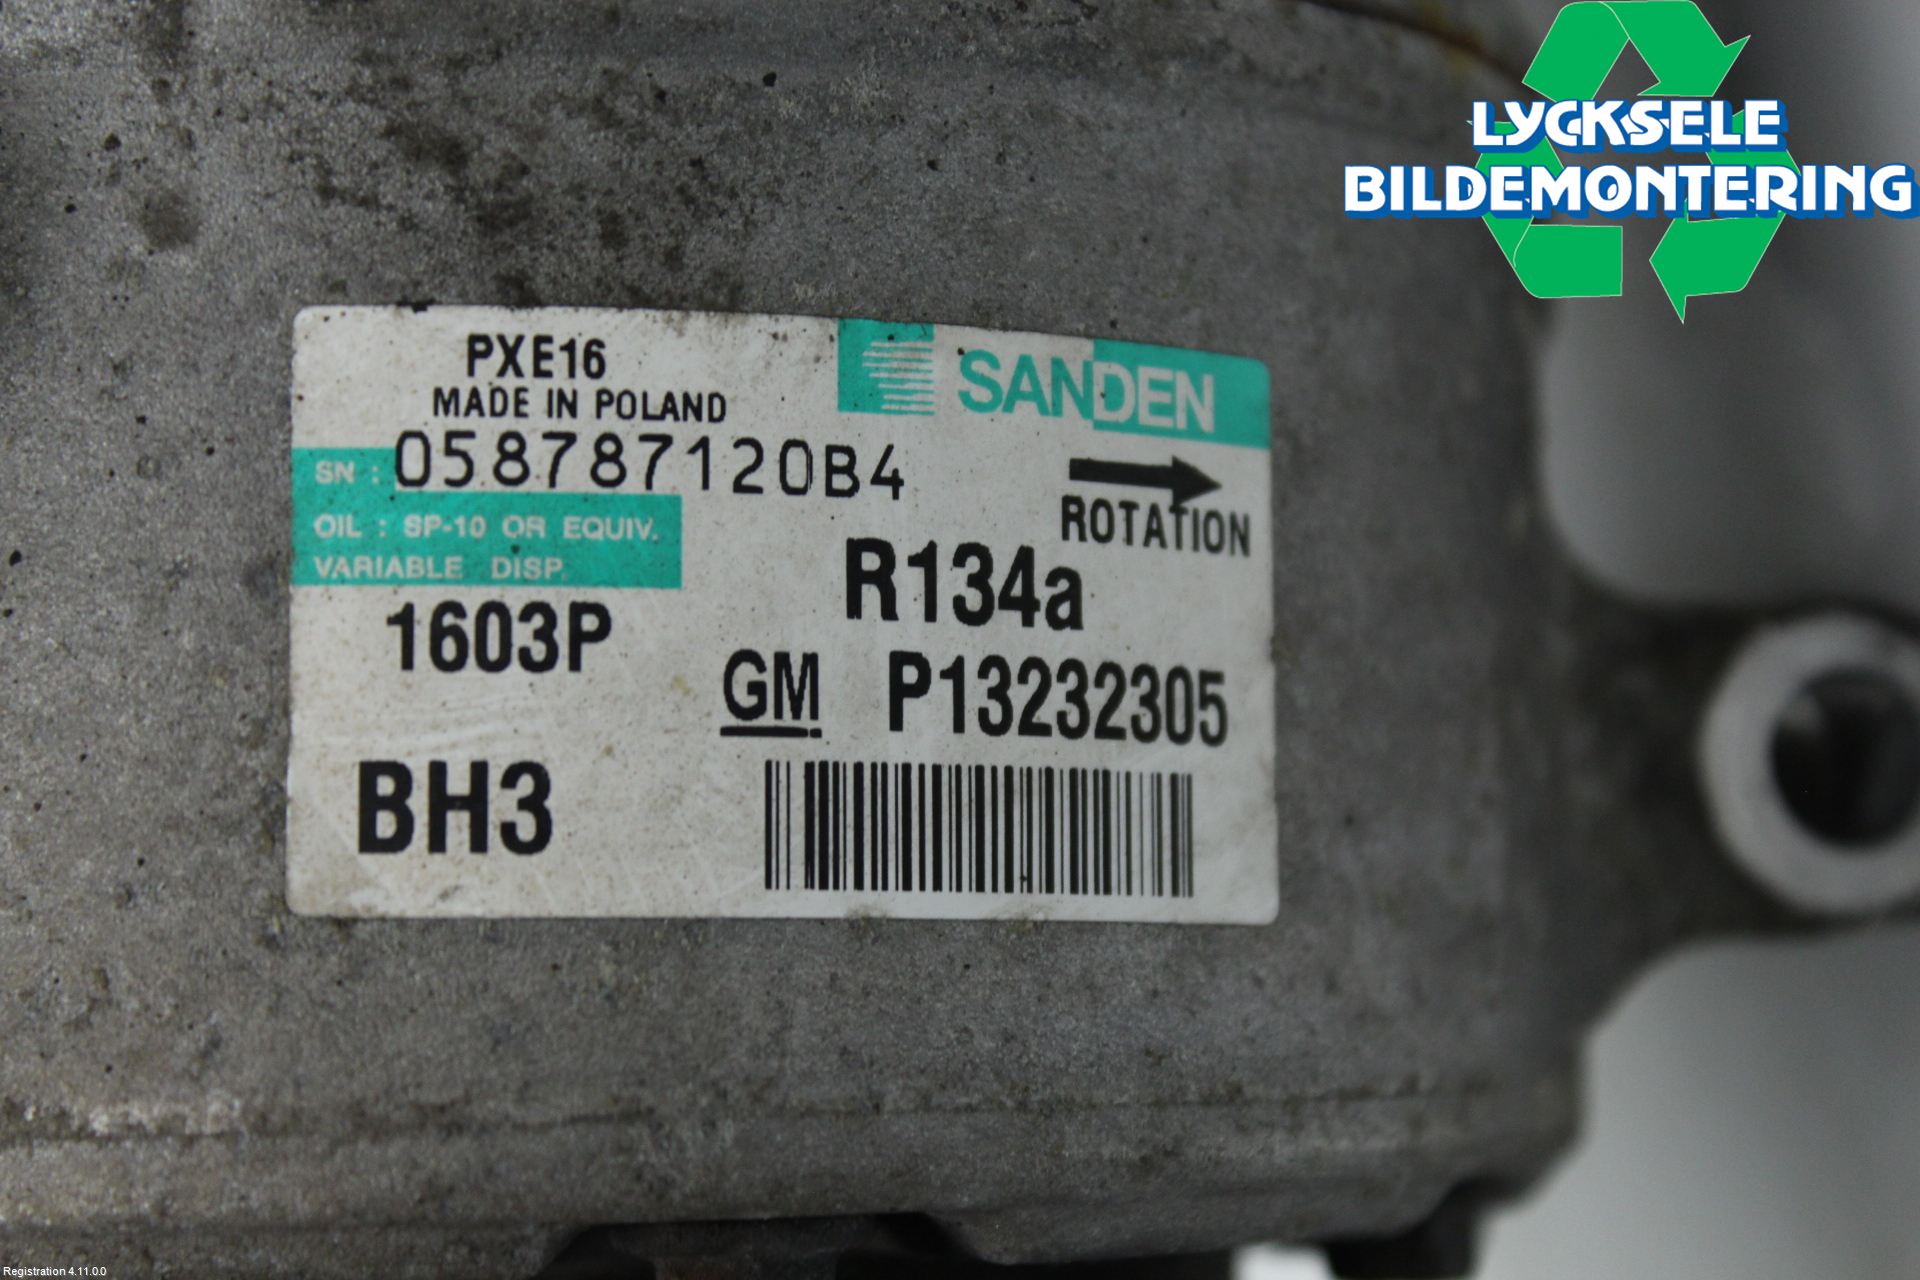 LYCKSELE
BILDEMONTERING
PXE16
MADE IN POLAND
SANDEN
SN : 058787120B4
ROTATION
OIL : SP-10 OR EQUIV.
VARIABLE DISP.
R134a
1603P
GM P13232305
BH3
Registration 4.11.0.0